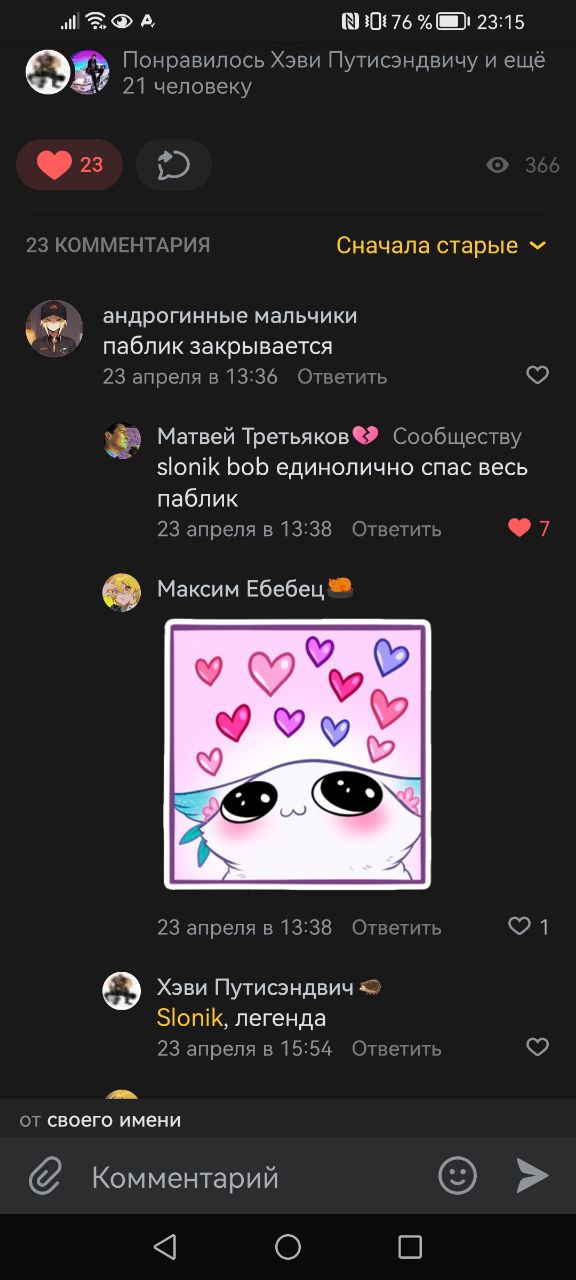 76 % 23:15
Понравилось Хэви Путисэндвичу и ещё
21 человеку
23
366
23 КОММЕНТАРИЯ Сначала старые
андрогинные мальчики
паблик закрывается
23 апреля в 13:36 Ответить
Матвей Третьяков Сообществу
slonik bob единолично спас весь
паблик
23 апреля в 13:38 Ответить 7
Максим Ебебец
23 апреля в 13:38 Ответить 1
Хэви Путисэндвич
Slonik, легенда
23 апреля в 15:54 Ответить
от своего имени
Комментарий